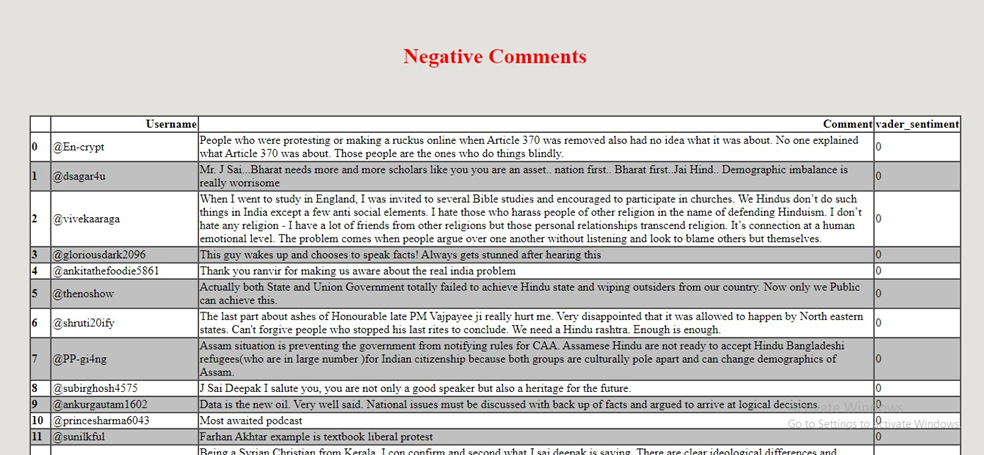 Negative Comments
Username Comment vader_sentiment
0 @En-crypt People who were protesting or making a ruckus online when Article 370 was removed also had no idea what it was about. No one explained 0
what Article 370 was about. Those people are the ones who do things blindly.
1 @dsagar4u Mr. J Sai...Bharat needs more and more scholars like you you are an asset.. nation first.. Bharat first. Jai Hind.. Demographic imbalance is 0
really worrisome
2 @vivekaaraga When I went to study in England, I was invited to several Bible studies and encouraged to participate in churches. We Hindus don't do such 0
things in India except a few anti social elements. I hate those who harass people of other religion in the name of defending Hinduism. I don't
hate any religion - I have a lot of friends from other religions but those personal relationships transcend religion. It's connection at a human
emotional level. The problem comes when people argue over one another without listening and look to blame others but themselves.
3 @gloriousdark2096 This guy wakes up and chooses to speak facts! Always gets stunned after hearing this 0
4 @ankitathefoodie5861 Thank you ranvir for making us aware about the real india problem 0
5 @thenoshow Actually both State and Union Government totally failed to achieve Hindu state and wiping outsiders from our country. Now only we Public 0
can achieve this.
6 @shruti20ify The last part about ashes of Honourable late PM Vajpayee ji really hurt me. Very disappointed that it was allowed to happen by North eastern 0
states. Can't forgive people who stopped his last rites to conclude. We need a Hindu rashtra. Enough is enough.
7 @PP-gi4ng Assam situation is preventing the government from notifying rules for CAA. Assamese Hindu are not ready to accept Hindu Bangladeshi 0
refugees(who are in large number )for Indian citizenship because both groups are culturally pole apart and can change demographics of
Assam.
8 @subirghosh4575 J Sai Deepak I salute you, you are not only a good speaker but also a heritage for the future. 0
9 @ankurgautam1602 Data is the new oil. Very well said. National issues must be discussed with back up of facts and argued to arrive at logical decisions. 0
Activate Windows
10 @princesharma6043 Most awaited podcast 0
Go to Settings to activate Windows
11 @sunilkful Farhan Akhtar example is textbook liberal protest 0
Being a Syrian Christian from Kerala, I con confirm and second what J sai deepak is saying. There are clear ideological differences and